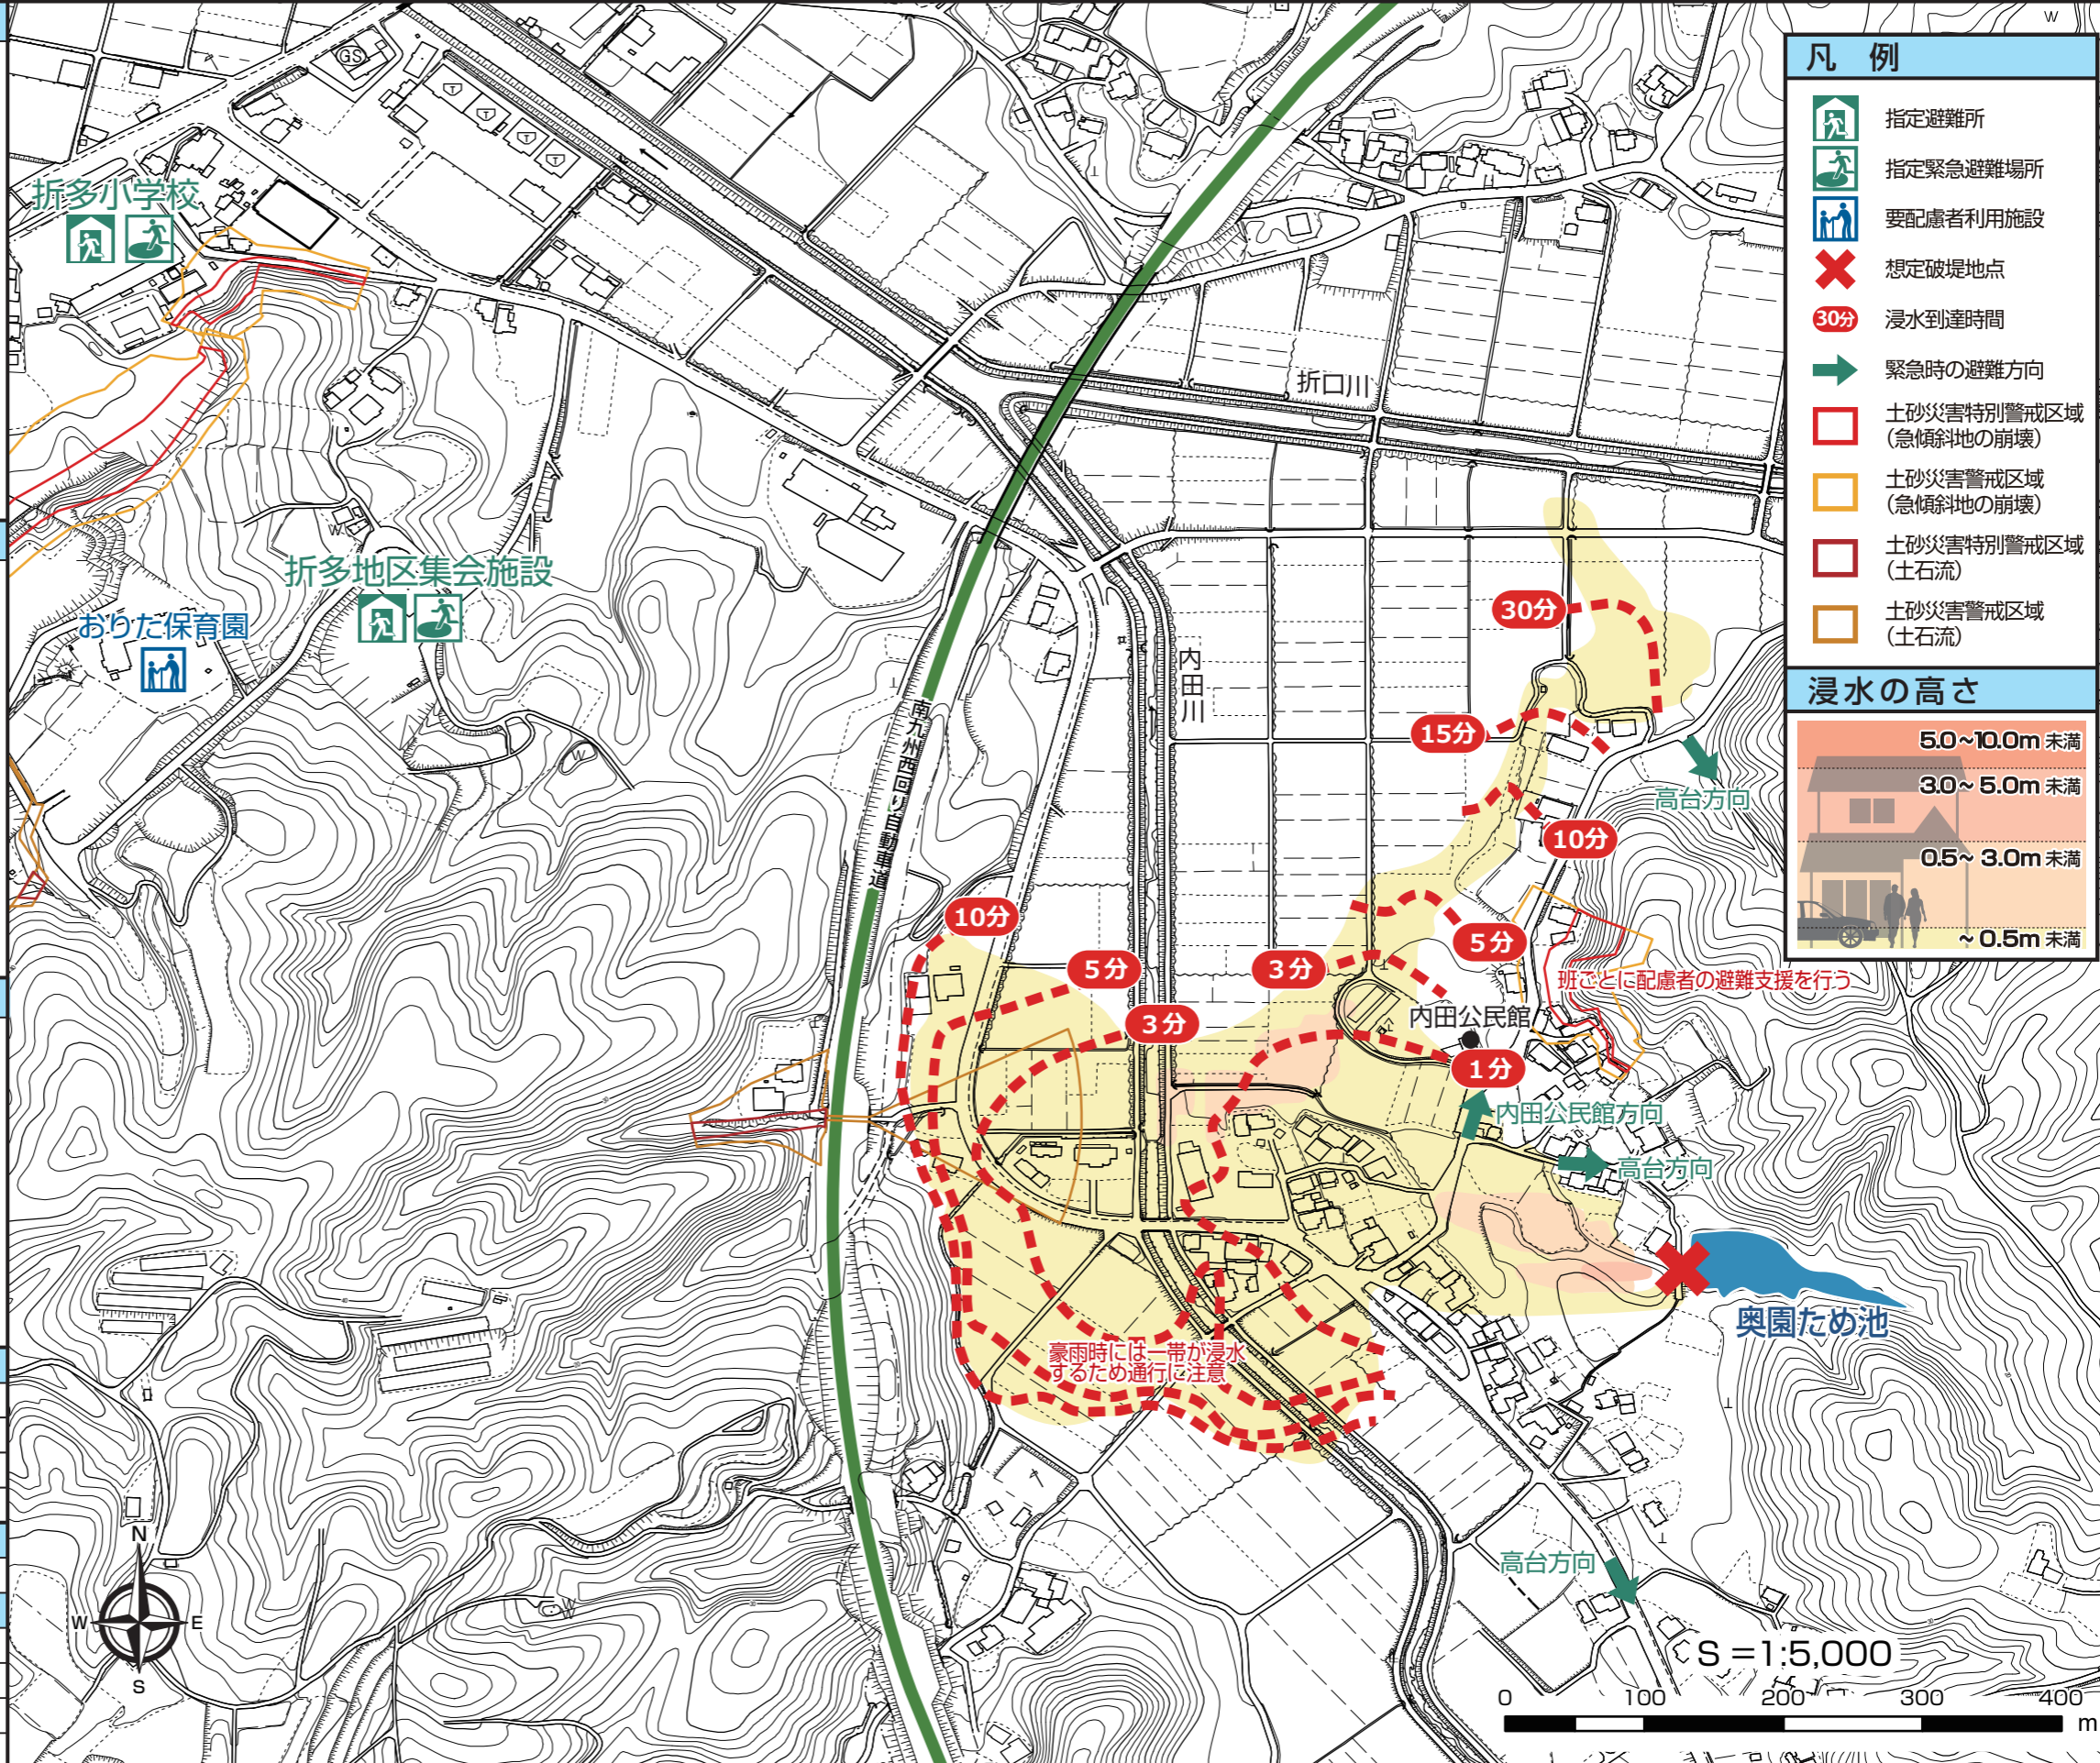 凡 例
指定避難所
指定緊急避難場所
要配慮者利用施設
想定破堤地点
30分
浸水到達時間
緊急時の避難方向
土砂災害特別警戒区域
(急傾斜地の崩壊)
土砂災害警戒区域
(急傾斜地の崩壊)
土砂災害特別警戒区域
(土石流)
土砂災害警戒区域
(土石流)
浸水の高さ
5.0~10.0m 未満
3.0~ 5.0m 未満
0.5~ 3.0m 未満
~ 0.5m 未満
W
GS
折多小学校
折口川
W
折多地区集会施設
おりた保育園
内田川
南九州西回り自動車道
W
30分
15分
高台方向
10分
10分
5分
5分
3分
班ごとに配慮者の避難支援を行う
内田公民館
3分
1分
内田公民館方向
高台方向
奥園ため池
豪雨時には一帯が浸水
するため通行に注意
高台方向
N
W
E
S
W
S =1:5,000
0 100 200 300 400
m